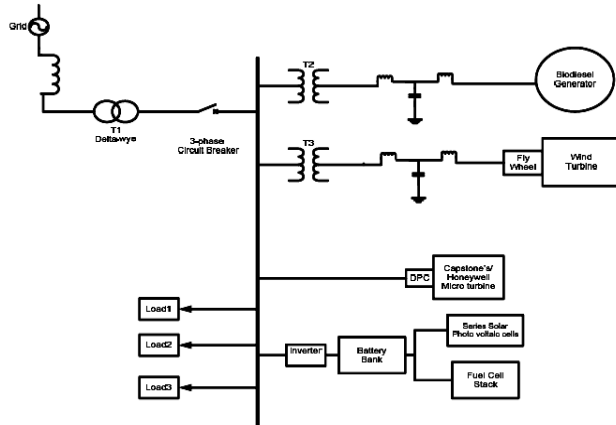 Grid
T1
Delta-wye
3-phase
Circuit Breaker
T2
Biodiesel
Generator
T3
Fly
Wheel
Wind
Turbine
DPC
Capstone's/
Honeywell
Micro turbine
Load1
Load2
Load3
Inverter
Battery
Bank
Series Solar
Photo voltaic cells
Fuel Cell
Stack